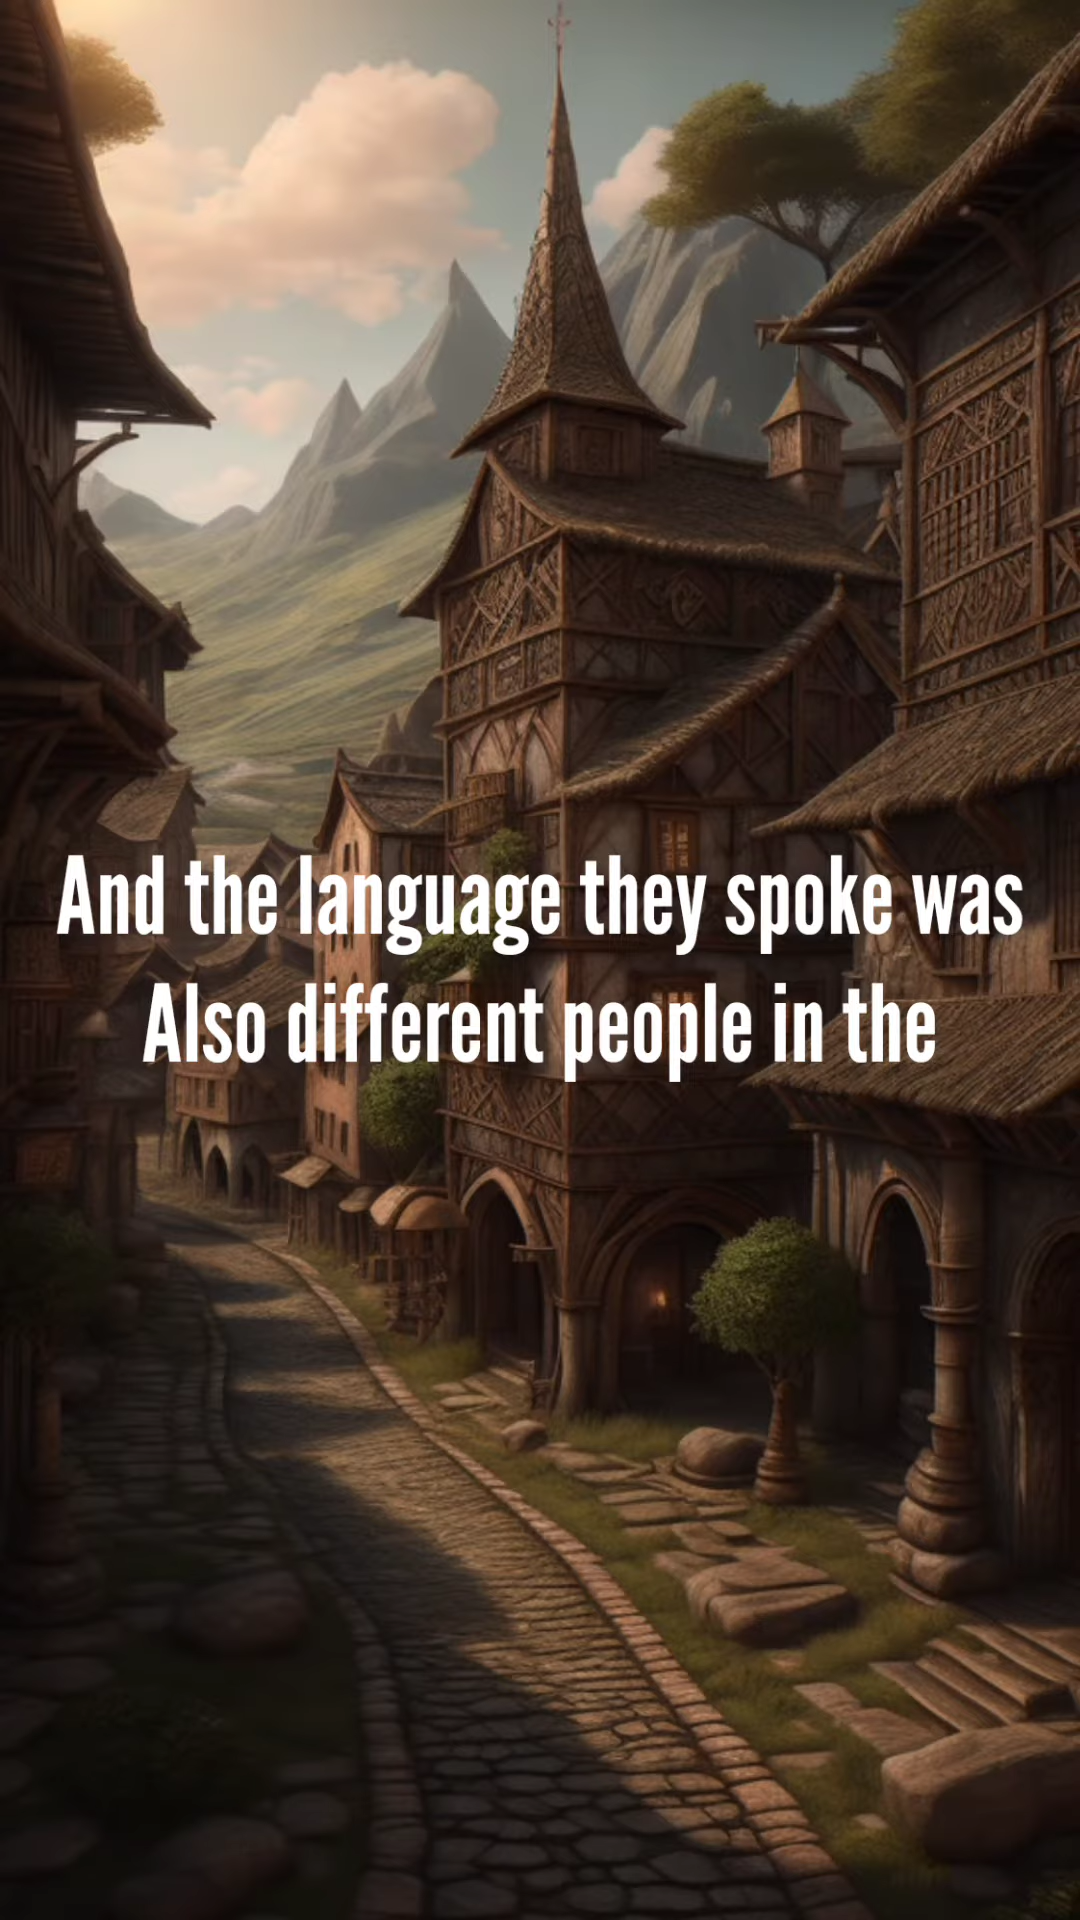 And the language they spoke was
Also different people in the